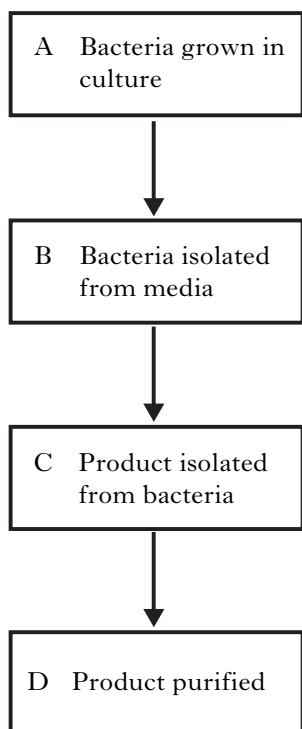 A Bacteria grown in
culture
B Bacteria isolated
from media
C Product isolated
from bacteria
D Product purified